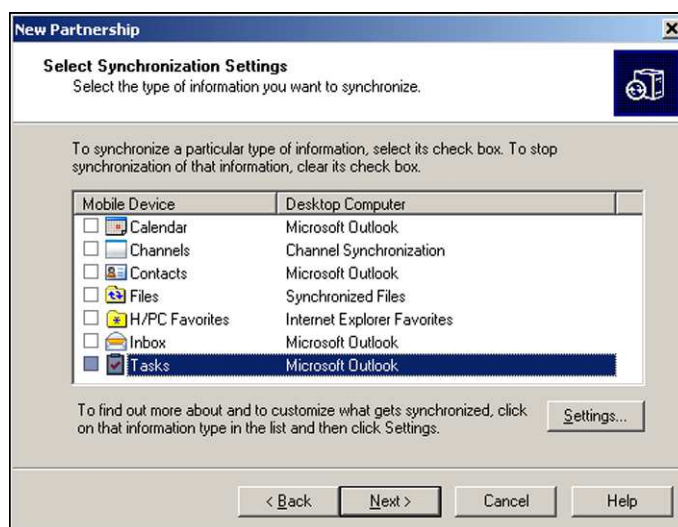 New Partnership
Select Synchronization Settings
Select the type of information you want to synchronize.
To synchronize a particular type of information, select its check box. To stop
synchronization of that information, clear its check box.
Mobile Device Desktop Computer
Calendar Microsoft Outlook
Channels Channel Synchronization
Contacts Microsoft Outlook
Files Synchronized Files
H/PC Favorites Internet Explorer Favorites
Inbox Microsoft Outlook
Tasks Microsoft Outlook
To find out more about and to customize what gets synchronized, click
on that information type in the list and then click Settings.
Settings...
< Back Next > Cancel Help